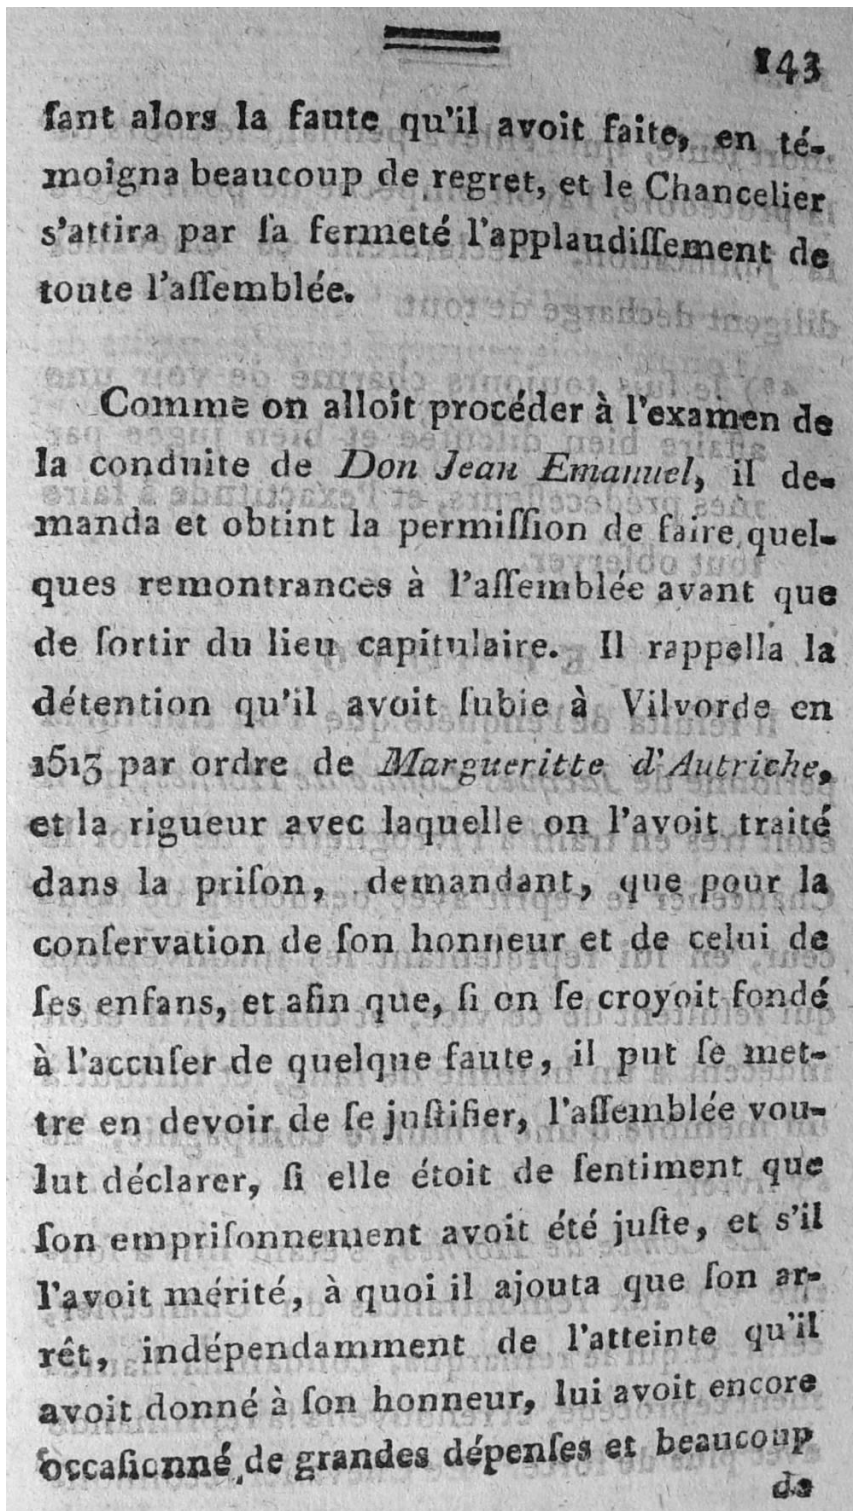 143
ſant alors la faute qu'il avoit faite, en té-
moigna beaucoup de regret, et le Chancelier
s'attira par ſa fermeté l'applaudiſſement de
toute l'aſſemblée.
Comme on alloit procéder à l'examen de
la conduite de Don Jean Emanuel, il de-
manda et obtint la permiſſion de faire quel-
ques remontrances à l'aſſemblée avant que
de ſortir du lieu capitulaire. Il rappella la
détention qu'il avoit ſubie à Vilvorde en
1513 par ordre de Margueritte d'Autriche,
et la rigueur avec laquelle on l'avoit traité
dans la priſon, demandant, que pour la
conſervation de ſon honneur et de celui de
ſes enfans, et afin que, ſi on ſe croyoit fondé
à l'accuſer de quelque faute, il put ſe met-
tre en devoir de ſe juſtifier, l'aſſemblée vou-
lut déclarer, ſi elle étoit de ſentiment que
ſon empriſonnement avoit été juſte, et s'il
l'avoit mérité, à quoi il ajouta que ſon ar-
rêt, indépendamment de l'atteinte qu'il
avoit donné à ſon honneur, lui avoit encore
occaſionné de grandes dépenſes et beaucoup
de